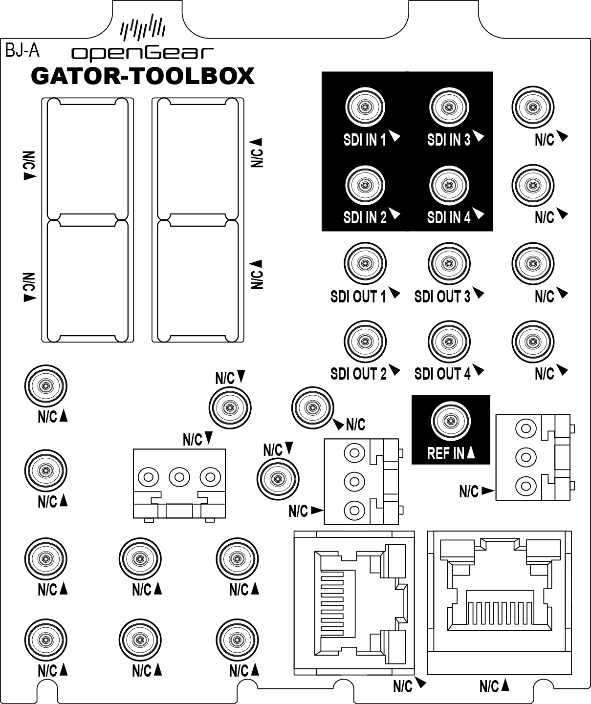 BJ-A
openGear
GATOR-TOOLBOX
N/C
N/C
SDI IN 1
SDI IN 3
N/C
SDI IN 2
SDI IN 4
N/C
N/C
N/C
SDI OUT 1
SDI OUT 3
N/C
SDI OUT 2
SDI OUT 4
N/C
N/C
N/C
N/C
N/C
N/C
REF IN
N/C
N/C
N/C
N/C
N/C
N/C
N/C
N/C
N/C
N/C
N/C